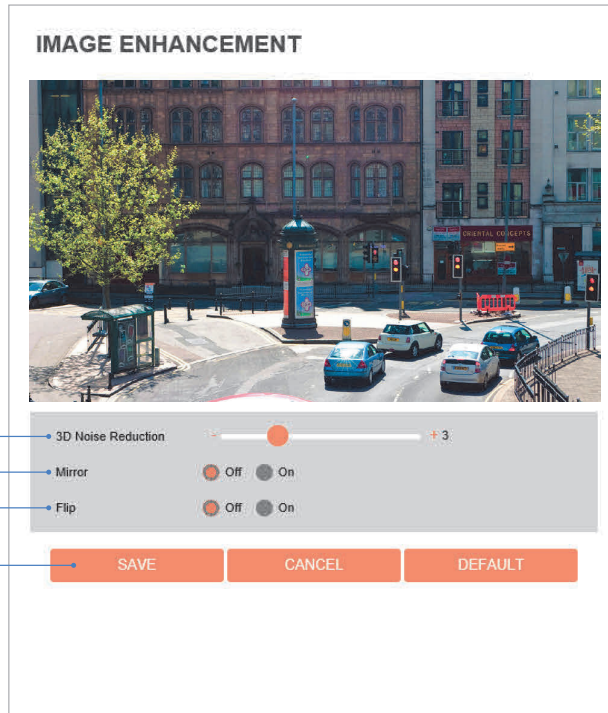 IMAGE ENHANCEMENT
ORIENTAL CONCEPTS
3D Noise Reduction - + 3
Mirror Off On
Flip Off On
SAVE CANCEL DEFAULT